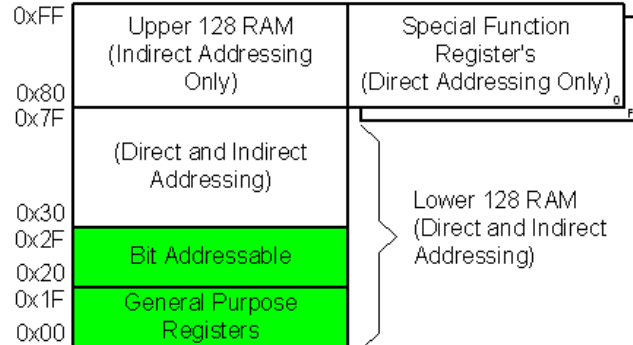 0xFF
Upper 128 RAM
(Indirect Addressing
Only)
Special Function
Register's
(Direct Addressing Only)
0
F
0x80
0x7F
(Direct and Indirect
Addressing)
0x30
Lower 128 RAM
(Direct and Indirect
Addressing)
0x2F
Bit Addressable
0x20
0x1F
General Purpose
Registers
0x00